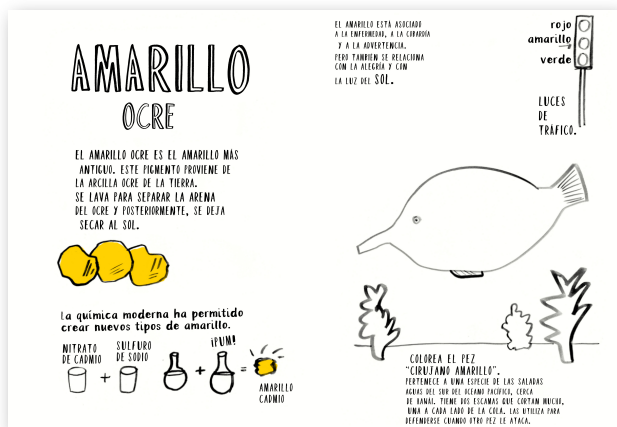 AMARILLO
OCRE
EL AMARILLO OCRE ES EL AMARILLO MÁS
ANTIGUO. ESTE PIGMENTO PROVIENE DE
LA ARCILLA OCRE DE LA TIERRA.
SE LAVA PARA SEPARAR LA ARENA
DEL OCRE Y POSTERIORMENTE, SE DEJA
SECAR AL SOL.
La química moderna ha permitido
crear nuevos tipos de amarillo.
NITRATO
DE CADMIO
+
SULFURO
DE SODIO
+
¡PUM!
=
AMARILLO
CADMIO
EL AMARILLO ESTÁ ASOCIADO
A LA ENFERMEDAD, A LA COBARDÍA
Y A LA ADVERTENCIA.
PERO TAMBIÉN SE RELACIONA
CON LA ALEGRÍA Y CON
LA LUZ DEL SOL.
rojo
amarillo
verde
LUCES
DE
TRÁFICO.
COLOREA EL PEZ
"CIRUJANO AMARILLO".
PERTENECE A UNA ESPECIE DE LAS SALADAS
AGUAS DEL SUR DEL OCEANO PACÍFICO, CERCA
DE HAWAI. TIENE DOS ESCAMAS QUE CORTAN MUCHO,
UNA A CADA LADO DE LA COLA. LAS UTILIZA PARA
DEFENDERSE CUANDO OTRO PEZ LE ATACA.